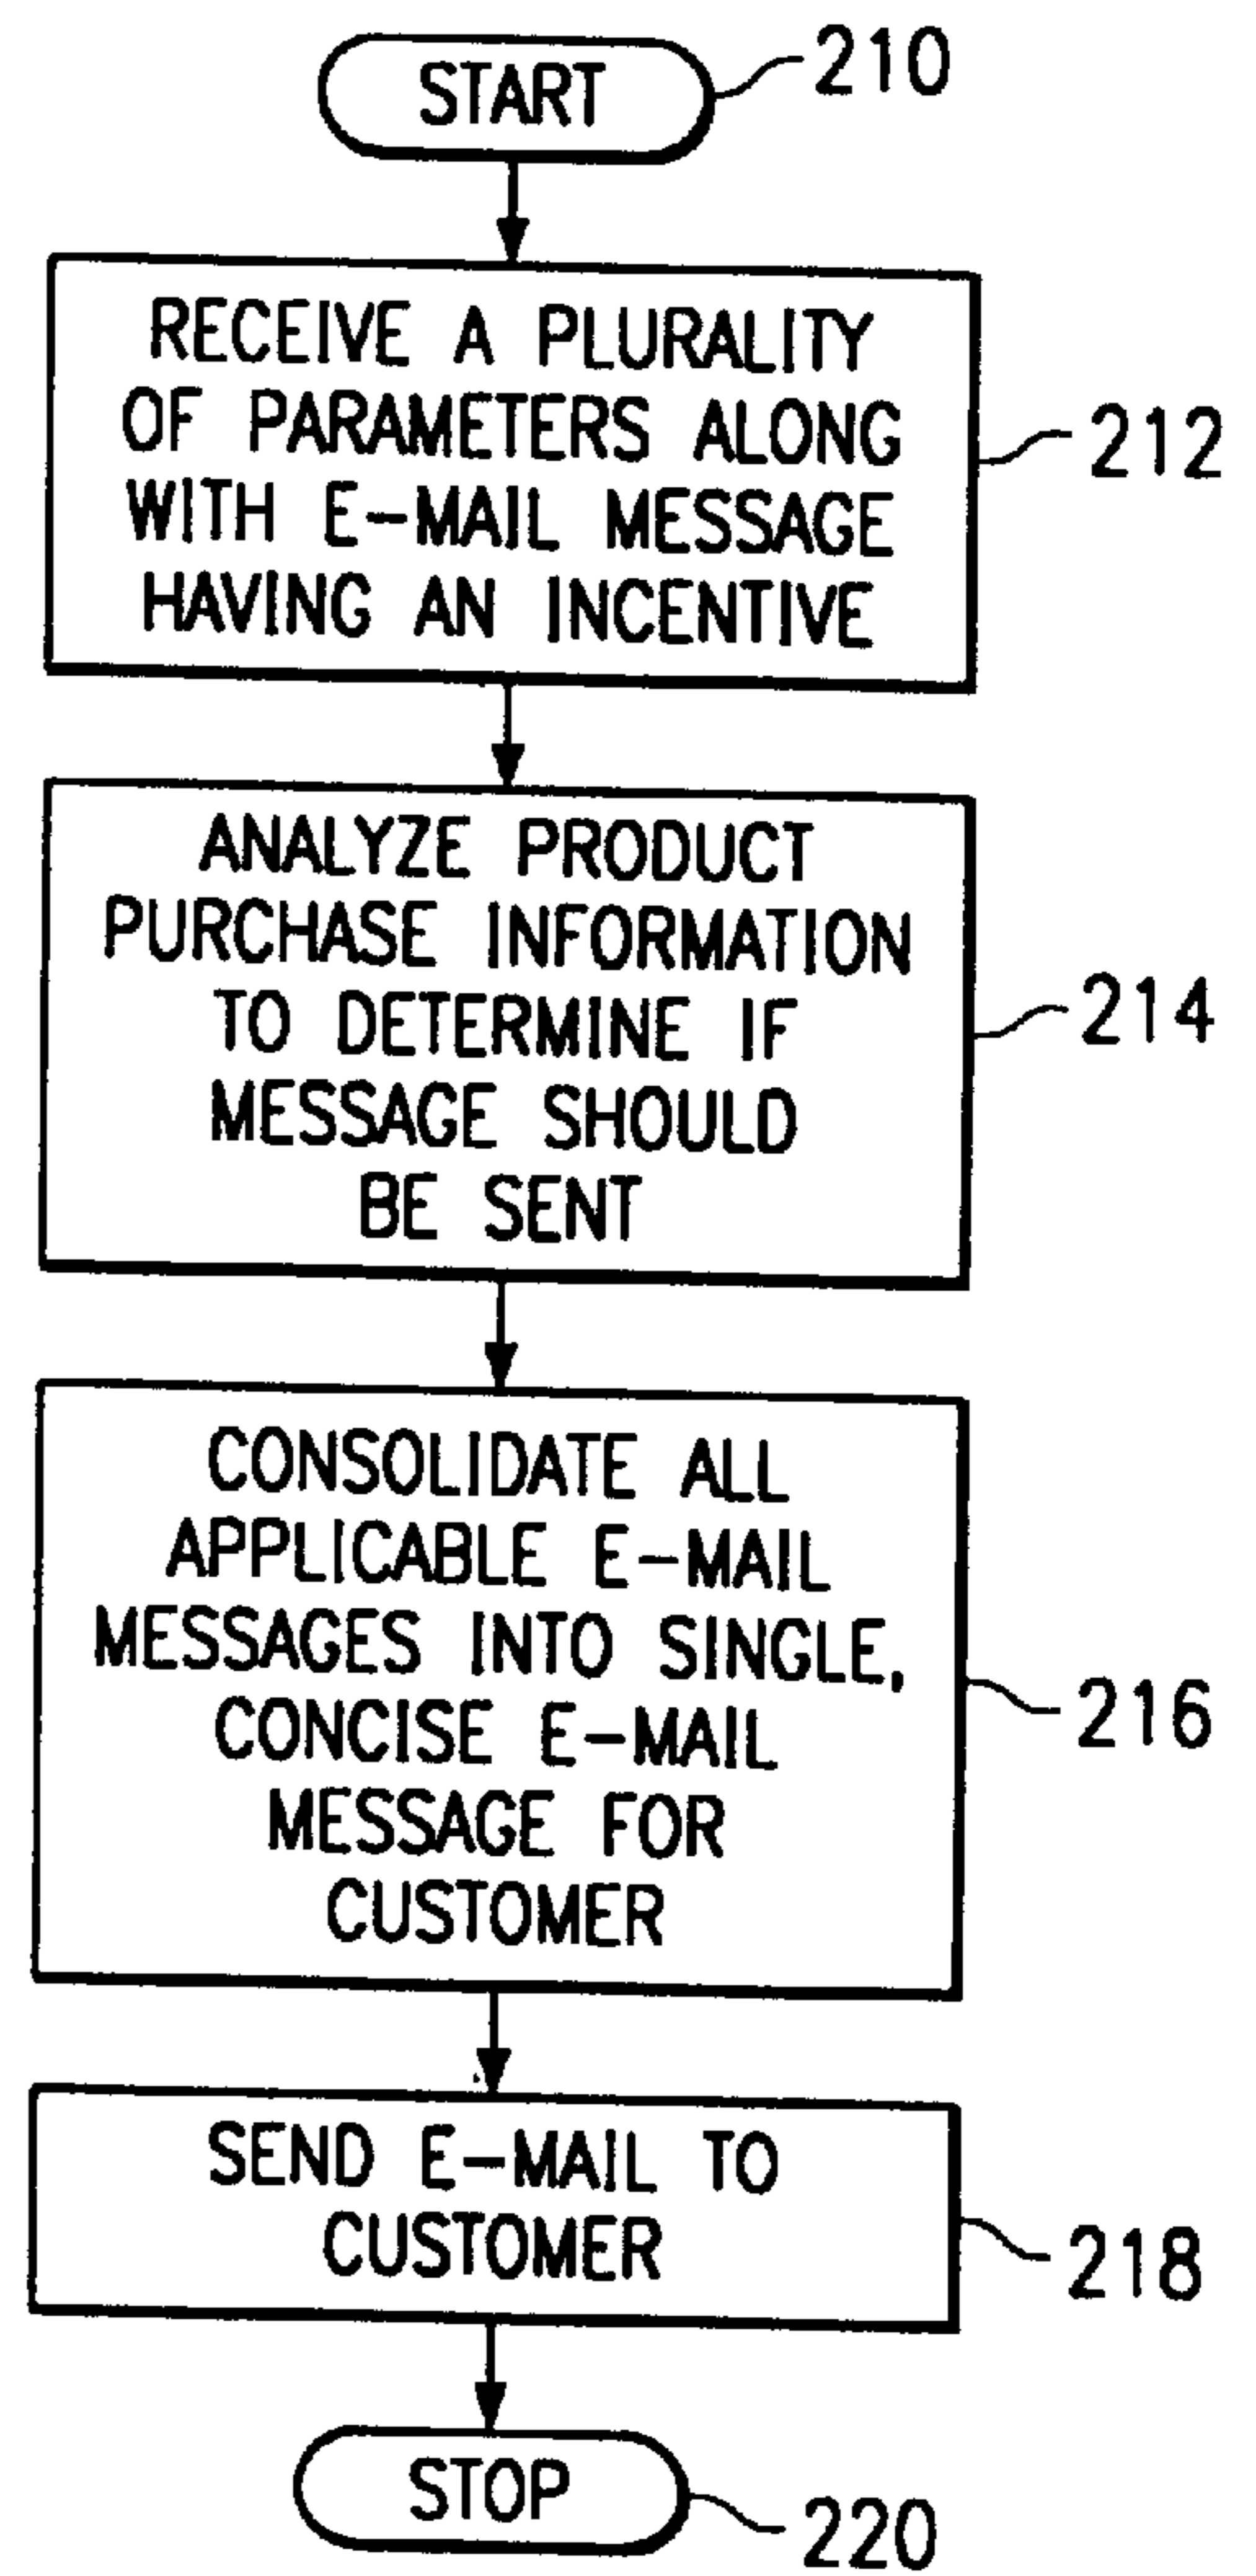 START
210
RECEIVE A PLURALITY
OF PARAMETERS ALONG
WITH E-MAIL MESSAGE
HAVING AN INCENTIVE
212
ANALYZE PRODUCT
PURCHASE INFORMATION
TO DETERMINE IF
MESSAGE SHOULD
BE SENT
214
CONSOLIDATE ALL
APPLICABLE E-MAIL
MESSAGES INTO SINGLE,
CONCISE E-MAIL
MESSAGE FOR
CUSTOMER
216
SEND E-MAIL TO
CUSTOMER
218
STOP
220